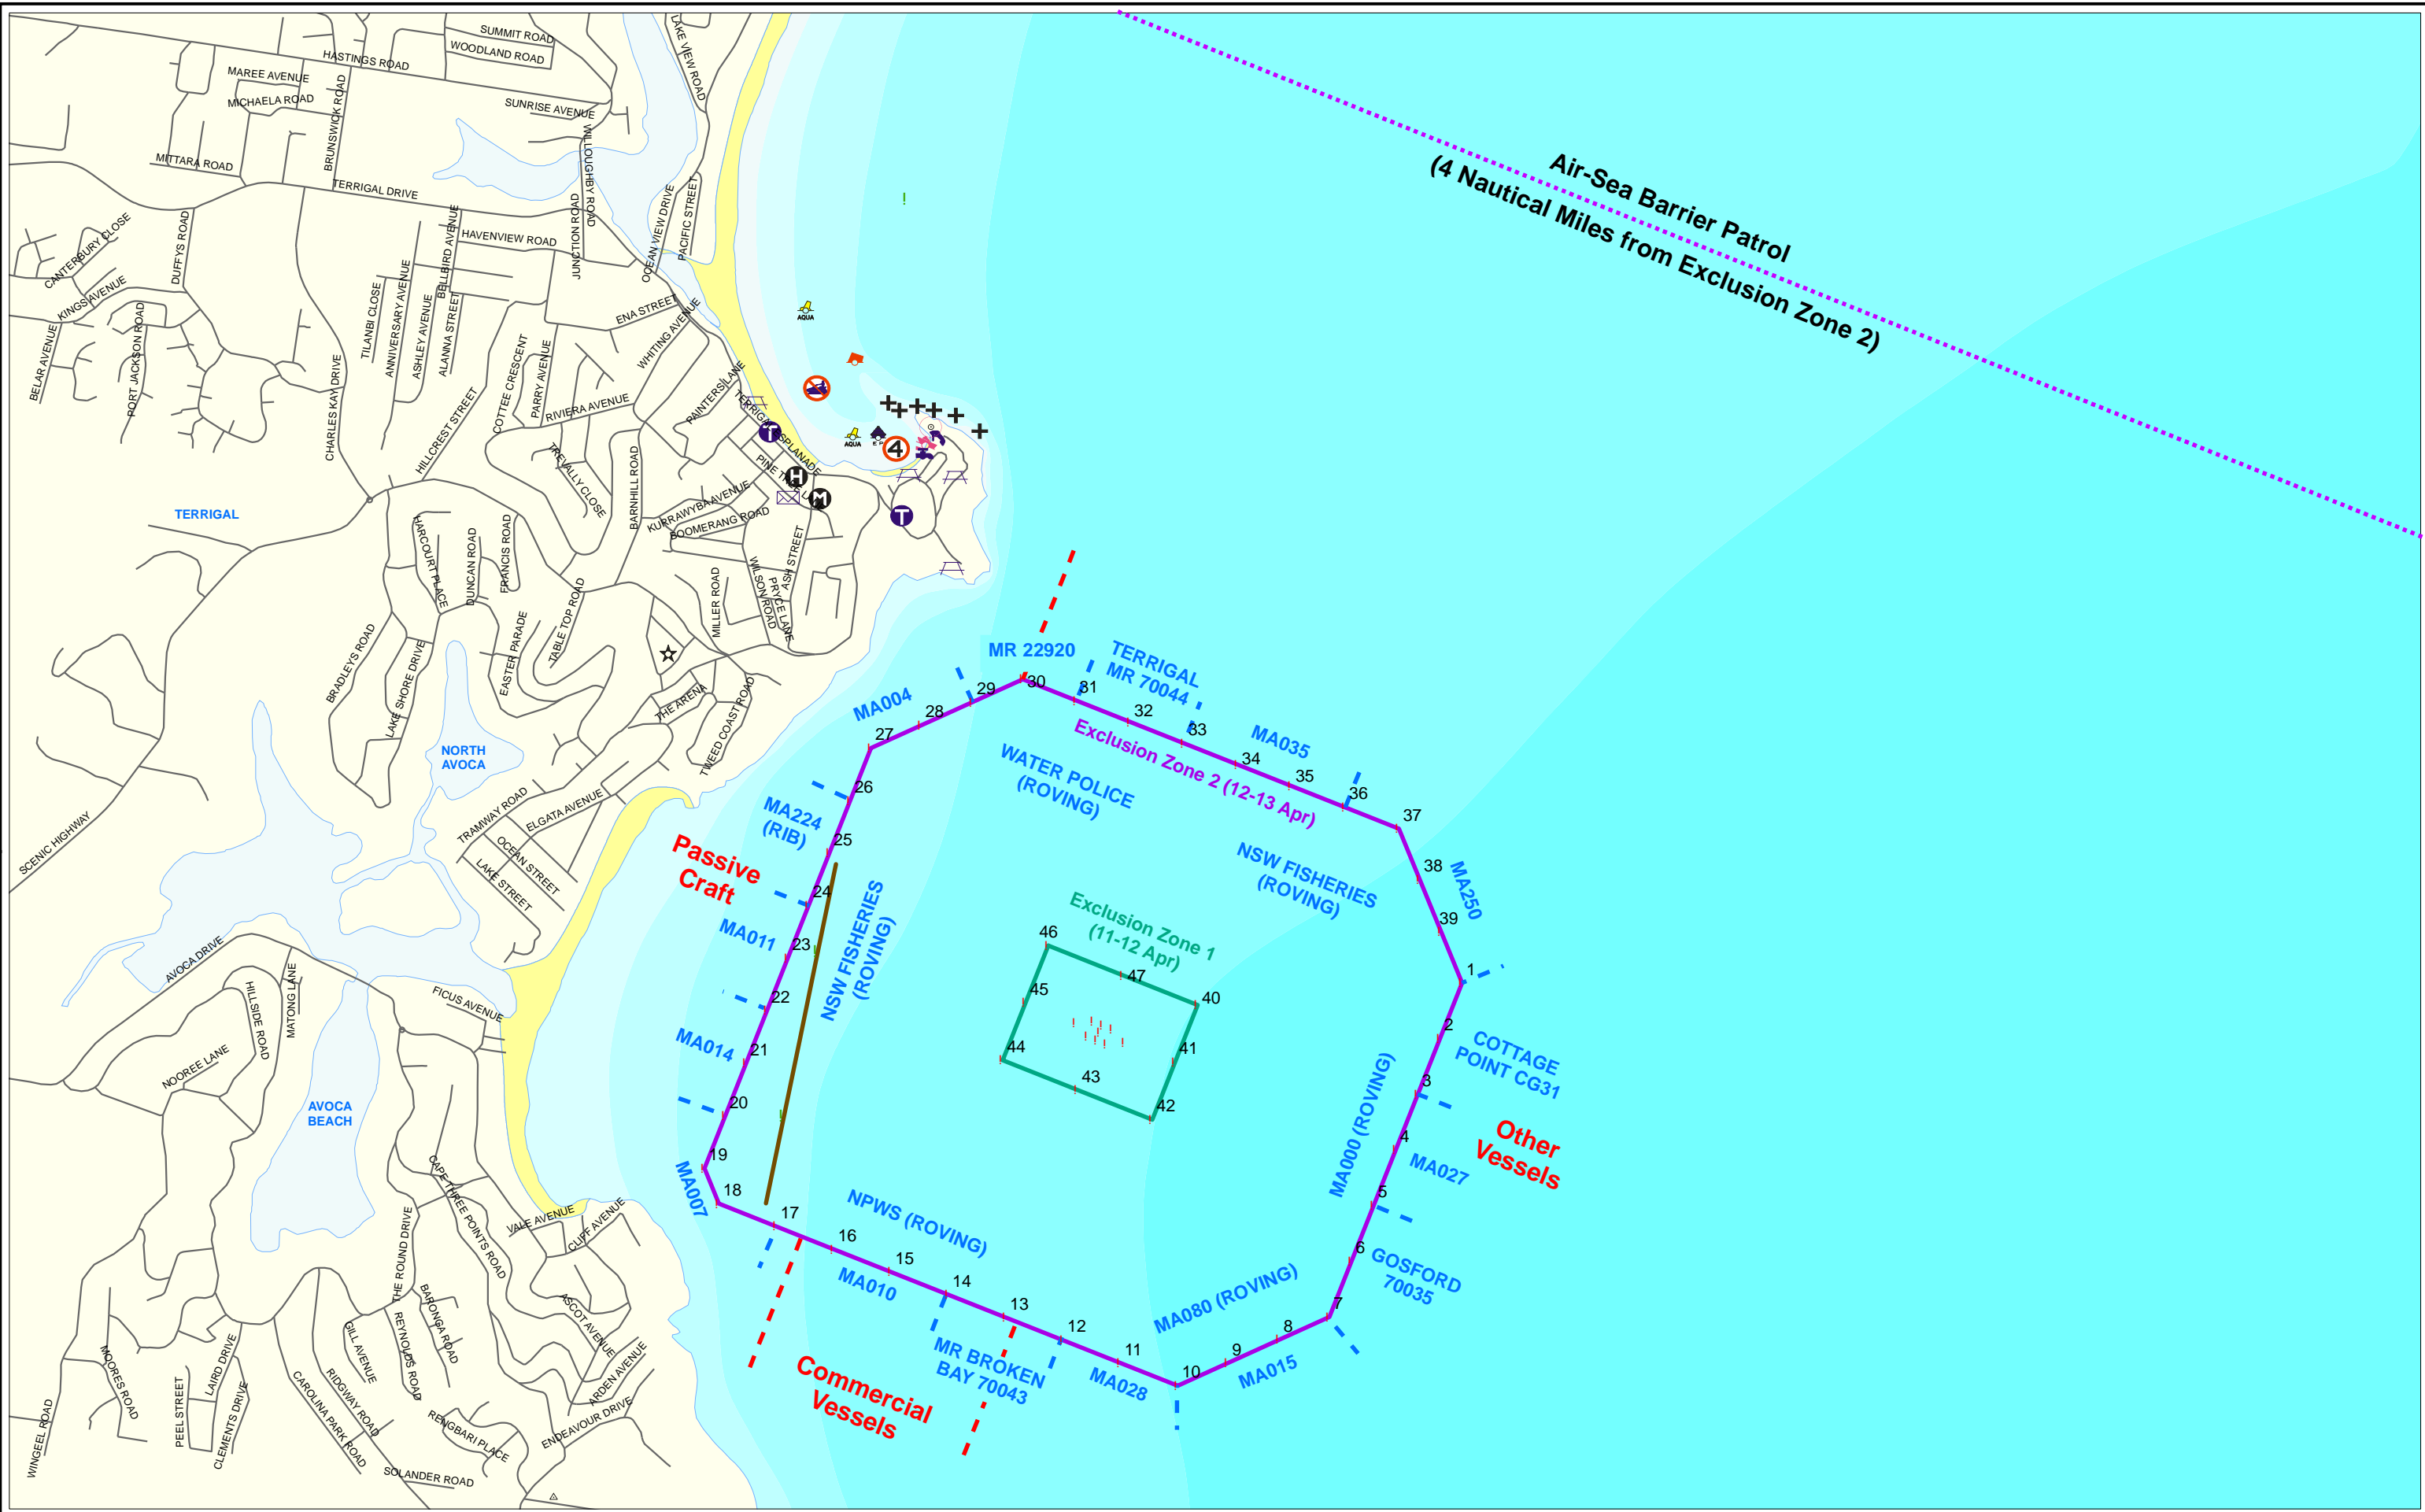 SUMMIT ROAD
WOODLAND ROAD
HASTINGS ROAD
LAKE VIEW ROAD
MAREE AVENUE
MICHAELA ROAD
BRUNSWICK ROAD
SUNRISE AVENUE
WILLOUGHBY ROAD
MITTARA ROAD
TERRIGAL DRIVE
JUNCTION ROAD
OCEAN VIEW DRIVE
PACIFIC STREET
CANTERBURY CLOSE
DUFFYS ROAD
KINGS AVENUE
HAVENVIEW ROAD
BELLBIRD AVENUE
BELAR AVENUE
PORT JACKSON ROAD
TILANBI CLOSE
ANNIVERSARY AVENUE
ASHLEY AVENUE
ALANNA STREET
CHARLES KAY DRIVE
ENA STREET
WHITING AVENUE
COTTEE CRESCENT
PARRY AVENUE
RIVIERA AVENUE
PAINTERS LANE
TERRIGAL ESPLANADE
HILLCREST STREET
TREVALLY CLOSE
BARNHILL ROAD
PINE TREE L
KURRAWYBA AVENUE
BOOMERANG ROAD
ASH STREET
WILSON ROAD
PRYCE LANE
MILLER ROAD
AQUA
AQUA
4
T
H
M
T
TERRIGAL
HARCOURT PLACE
DUNCAN ROAD
FRANCIS ROAD
TABLE TOP ROAD
EASTER PARADE
BRADLEYS ROAD
LAKE SHORE DRIVE
THE ARENA
TWEED COAST ROAD
NORTH
AVOCA
SCENIC HIGHWAY
TRAMWAY ROAD
ELGATA AVENUE
OCEAN STREET
LAKE STREET
AVOCA DRIVE
HILLSIDE ROAD
MATONG LANE
FICUS AVENUE
NOOREE LANE
AVOCA
BEACH
CAPE THREE POINTS ROAD
VALE AVENUE
CLIFF AVENUE
THE ROUND DRIVE
BARONGA ROAD
REYNOLDS ROAD
GILL AVENUE
ASCOT AVENUE
ARDEN AVENUE
ENDEAVOUR DRIVE
MOORES ROAD
PEEL STREET
LAIRD DRIVE
CLEMENTS DRIVE
CAROLINA PARK ROAD
RIDGWAY ROAD
RENGBARI PLACE
SOLANDER ROAD
WINGEEL ROAD
Air-Sea Barrier Patrol
(4 Nautical Miles from Exclusion Zone 2)
MR 22920
TERRIGAL
MR 70044
MA004
MA035
Exclusion Zone 2 (12-13 Apr)
WATER POLICE
(ROVING)
NSW FISHERIES
(ROVING)
MA250
MA224
(RIB)
Passive
Craft
MA011
NSW FISHERIES
(ROVING)
MA014
MA007
Exclusion Zone 1
(11-12 Apr)
COTTAGE
POINT CG31
MA000 (ROVING)
Other
Vessels
MA027
GOSFORD
70035
NPWS (ROVING)
MA010
MA080 (ROVING)
MA015
MR BROKEN
BAY 70043
MA028
Commercial
Vessels
1
2
3
4
5
6
7
8
9
10
11
12
13
14
15
16
17
18
19
20
21
22
23
24
25
26
27
28
29
30
31
32
33
34
35
36
37
38
39
40
41
42
43
44
45
46
47